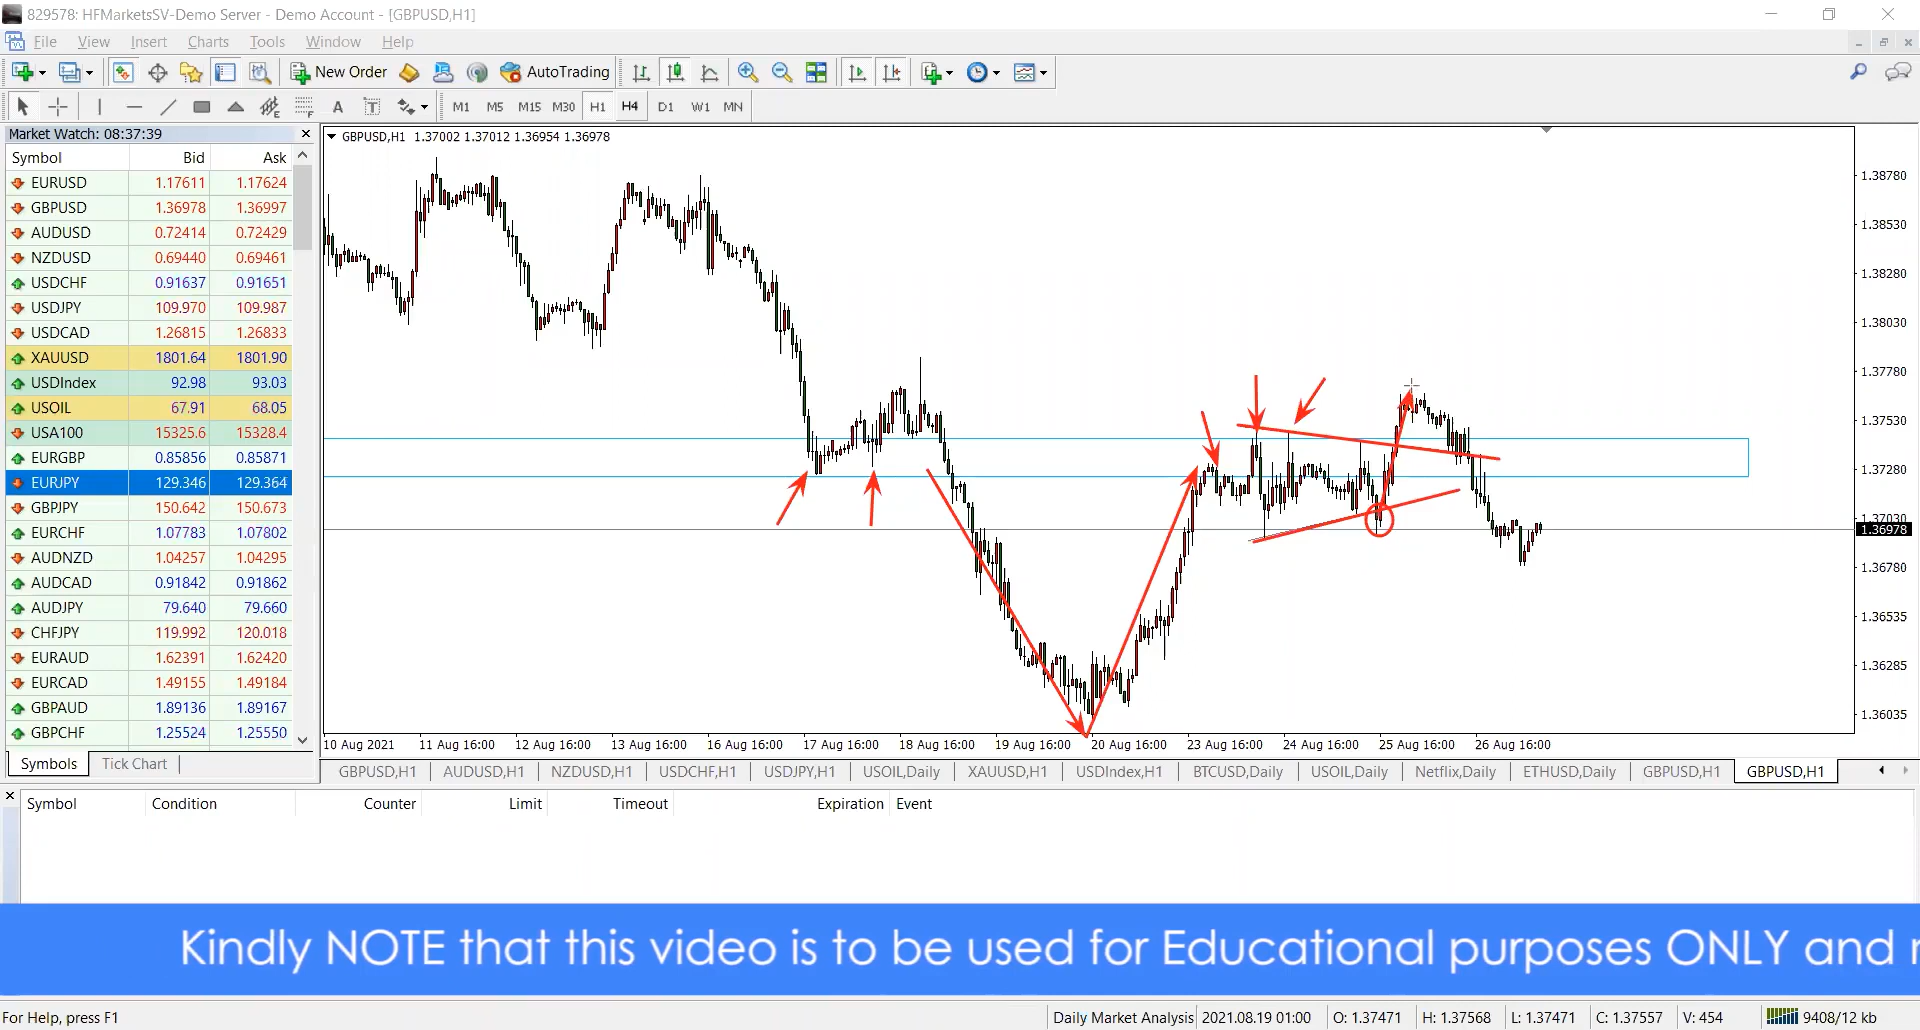 829578: HFMarketsSV-Demo Server - Demo Account - [GBPUSD,H1]
File View Insert Charts Tools Window Help
New Order AutoTrading
A T M1 M5 M15 M30 H1 H4 D1 W1 MN
Market Watch: 08:37:39
Symbol Bid Ask
EURUSD 1.17611 1.17624
GBPUSD 1.36978 1.36997
AUDUSD 0.72414 0.72429
NZDUSD 0.69440 0.69461
USDCHF 0.91637 0.91651
USDJPY 109.970 109.987
USDCAD 1.26815 1.26833
XAUUSD 1801.64 1801.90
USDIndex 92.98 93.03
USOIL 67.91 68.05
USA100 15325.6 15328.4
EURGBP 0.85856 0.85871
EURJPY 129.346 129.364
GBPJPY 150.642 150.673
EURCHF 1.07783 1.07802
AUDNZD 1.04257 1.04295
AUDCAD 0.91842 0.91862
AUDJPY 79.640 79.660
CHFJPY 119.992 120.018
EURAUD 1.62391 1.62420
EURCAD 1.49155 1.49184
GBPAUD 1.89136 1.89167
GBPCHF 1.25524 1.25550
Symbols Tick Chart
GBPUSD,H1 1.37002 1.37012 1.36954 1.36978
1.38780
1.38530
1.38280
1.38030
1.37780
1.37530
1.37280
1.37030
1.36978
1.36780
1.36535
1.36285
1.36035
10 Aug 2021 11 Aug 16:00 12 Aug 16:00 13 Aug 16:00 16 Aug 16:00 17 Aug 16:00 18 Aug 16:00 19 Aug 16:00 20 Aug 16:00 23 Aug 16:00 24 Aug 16:00 25 Aug 16:00 26 Aug 16:00
GBPUSD,H1 AUDUSD,H1 NZDUSD,H1 USDCHF,H1 USDJPY,H1 USOIL,Daily XAUUSD,H1 USDIndex,H1 BTCUSD,Daily USOIL,Daily Netflix,Daily ETHUSD,Daily GBPUSD,H1 GBPUSD,H1
Symbol Condition Counter Limit Timeout Expiration Event
Kindly NOTE that this video is to be used for Educational purposes ONLY and
For Help, press F1 Daily Market Analysis 2021.08.19 01:00 O: 1.37471 H: 1.37568 L: 1.37471 C: 1.37557 V: 454 9408/12 kb